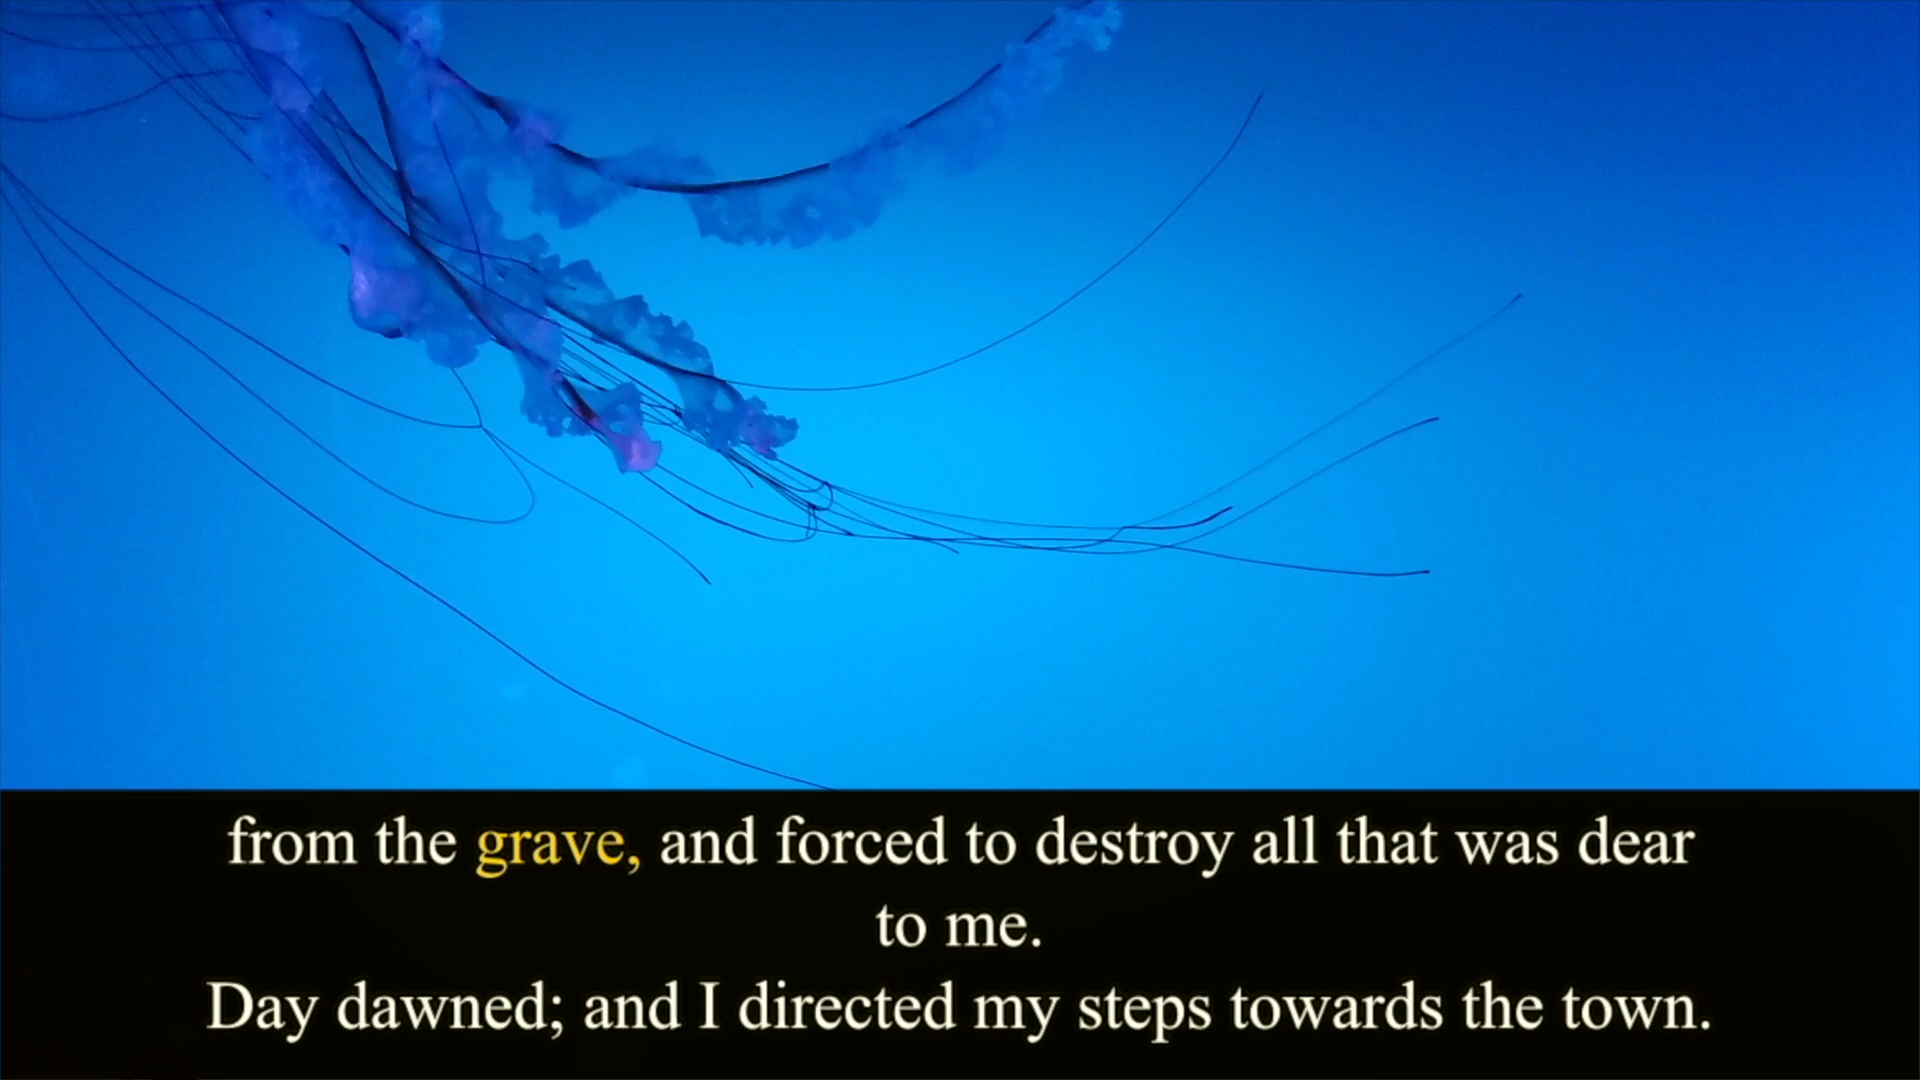 from the grave, and forced to destroy all that was dear
to me.
Day dawned; and I directed my steps towards the town.